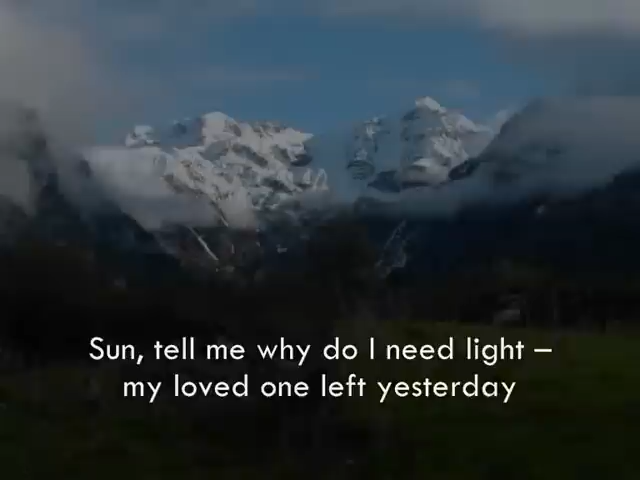 Sun, tell me why do I need light –
my loved one left yesterday